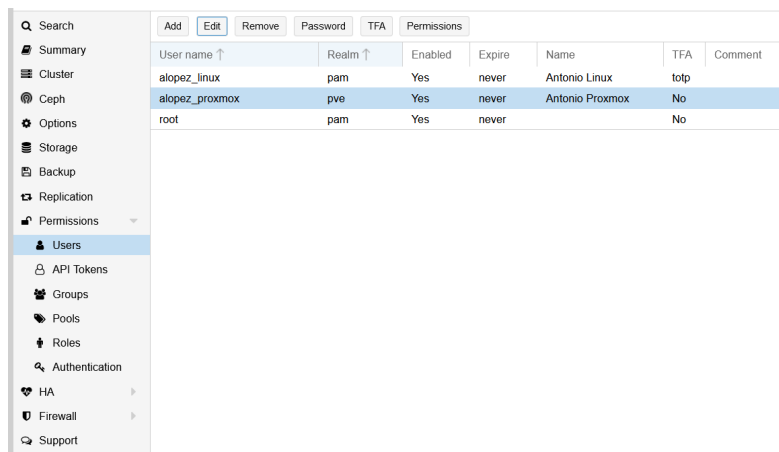 Search
Summary
Cluster
Ceph
Options
Storage
Backup
Replication
Permissions
Users
API Tokens
Groups
Pools
Roles
Authentication
HA
Firewall
Support
Add Edit Remove Password TFA Permissions
User name Realm Enabled Expire Name TFA Comment
alopez_linux pam Yes never Antonio Linux totp
alopez_proxmox pve Yes never Antonio Proxmox No
root pam Yes never No